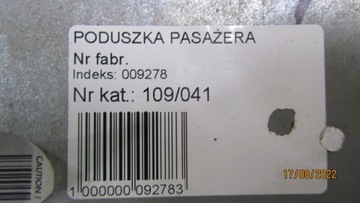 PODUSZKA PASAŻERA
Nr fabr.
Indeks: 009278
Nr kat.: 109/041
1 000000 092783
CAUTION !
17/08/2022